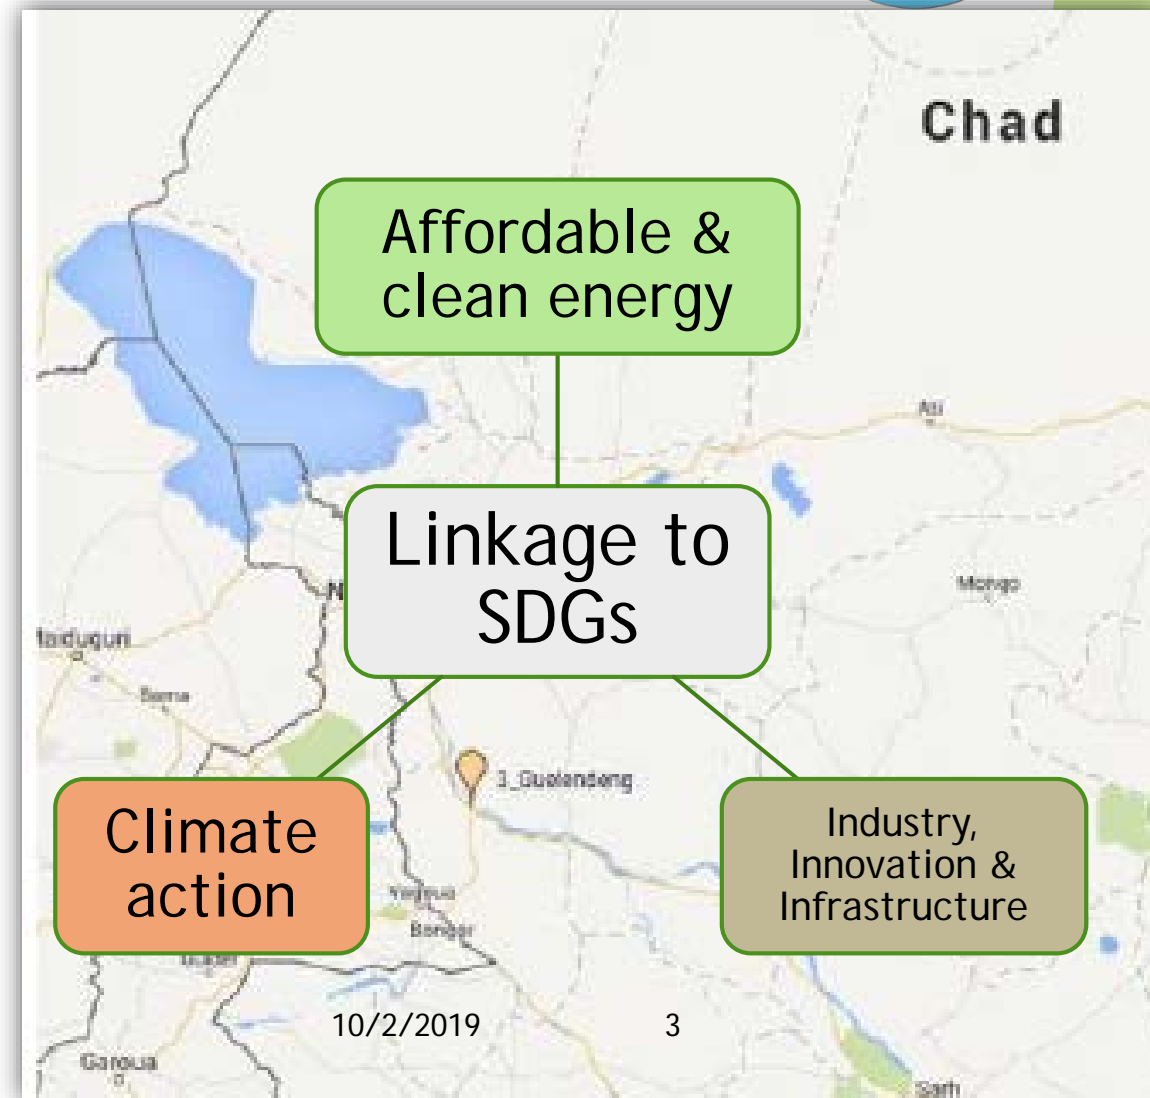 Chad
Affordable &
clean energy
Ati
Linkage to
SDGs
N
Mongo
Maiduguri
Bama
3_Guelendeng
Climate
action
Industry,
Innovation &
Infrastructure
Yagoua
Bongor
10/2/2019
3
Garoua
Sarh